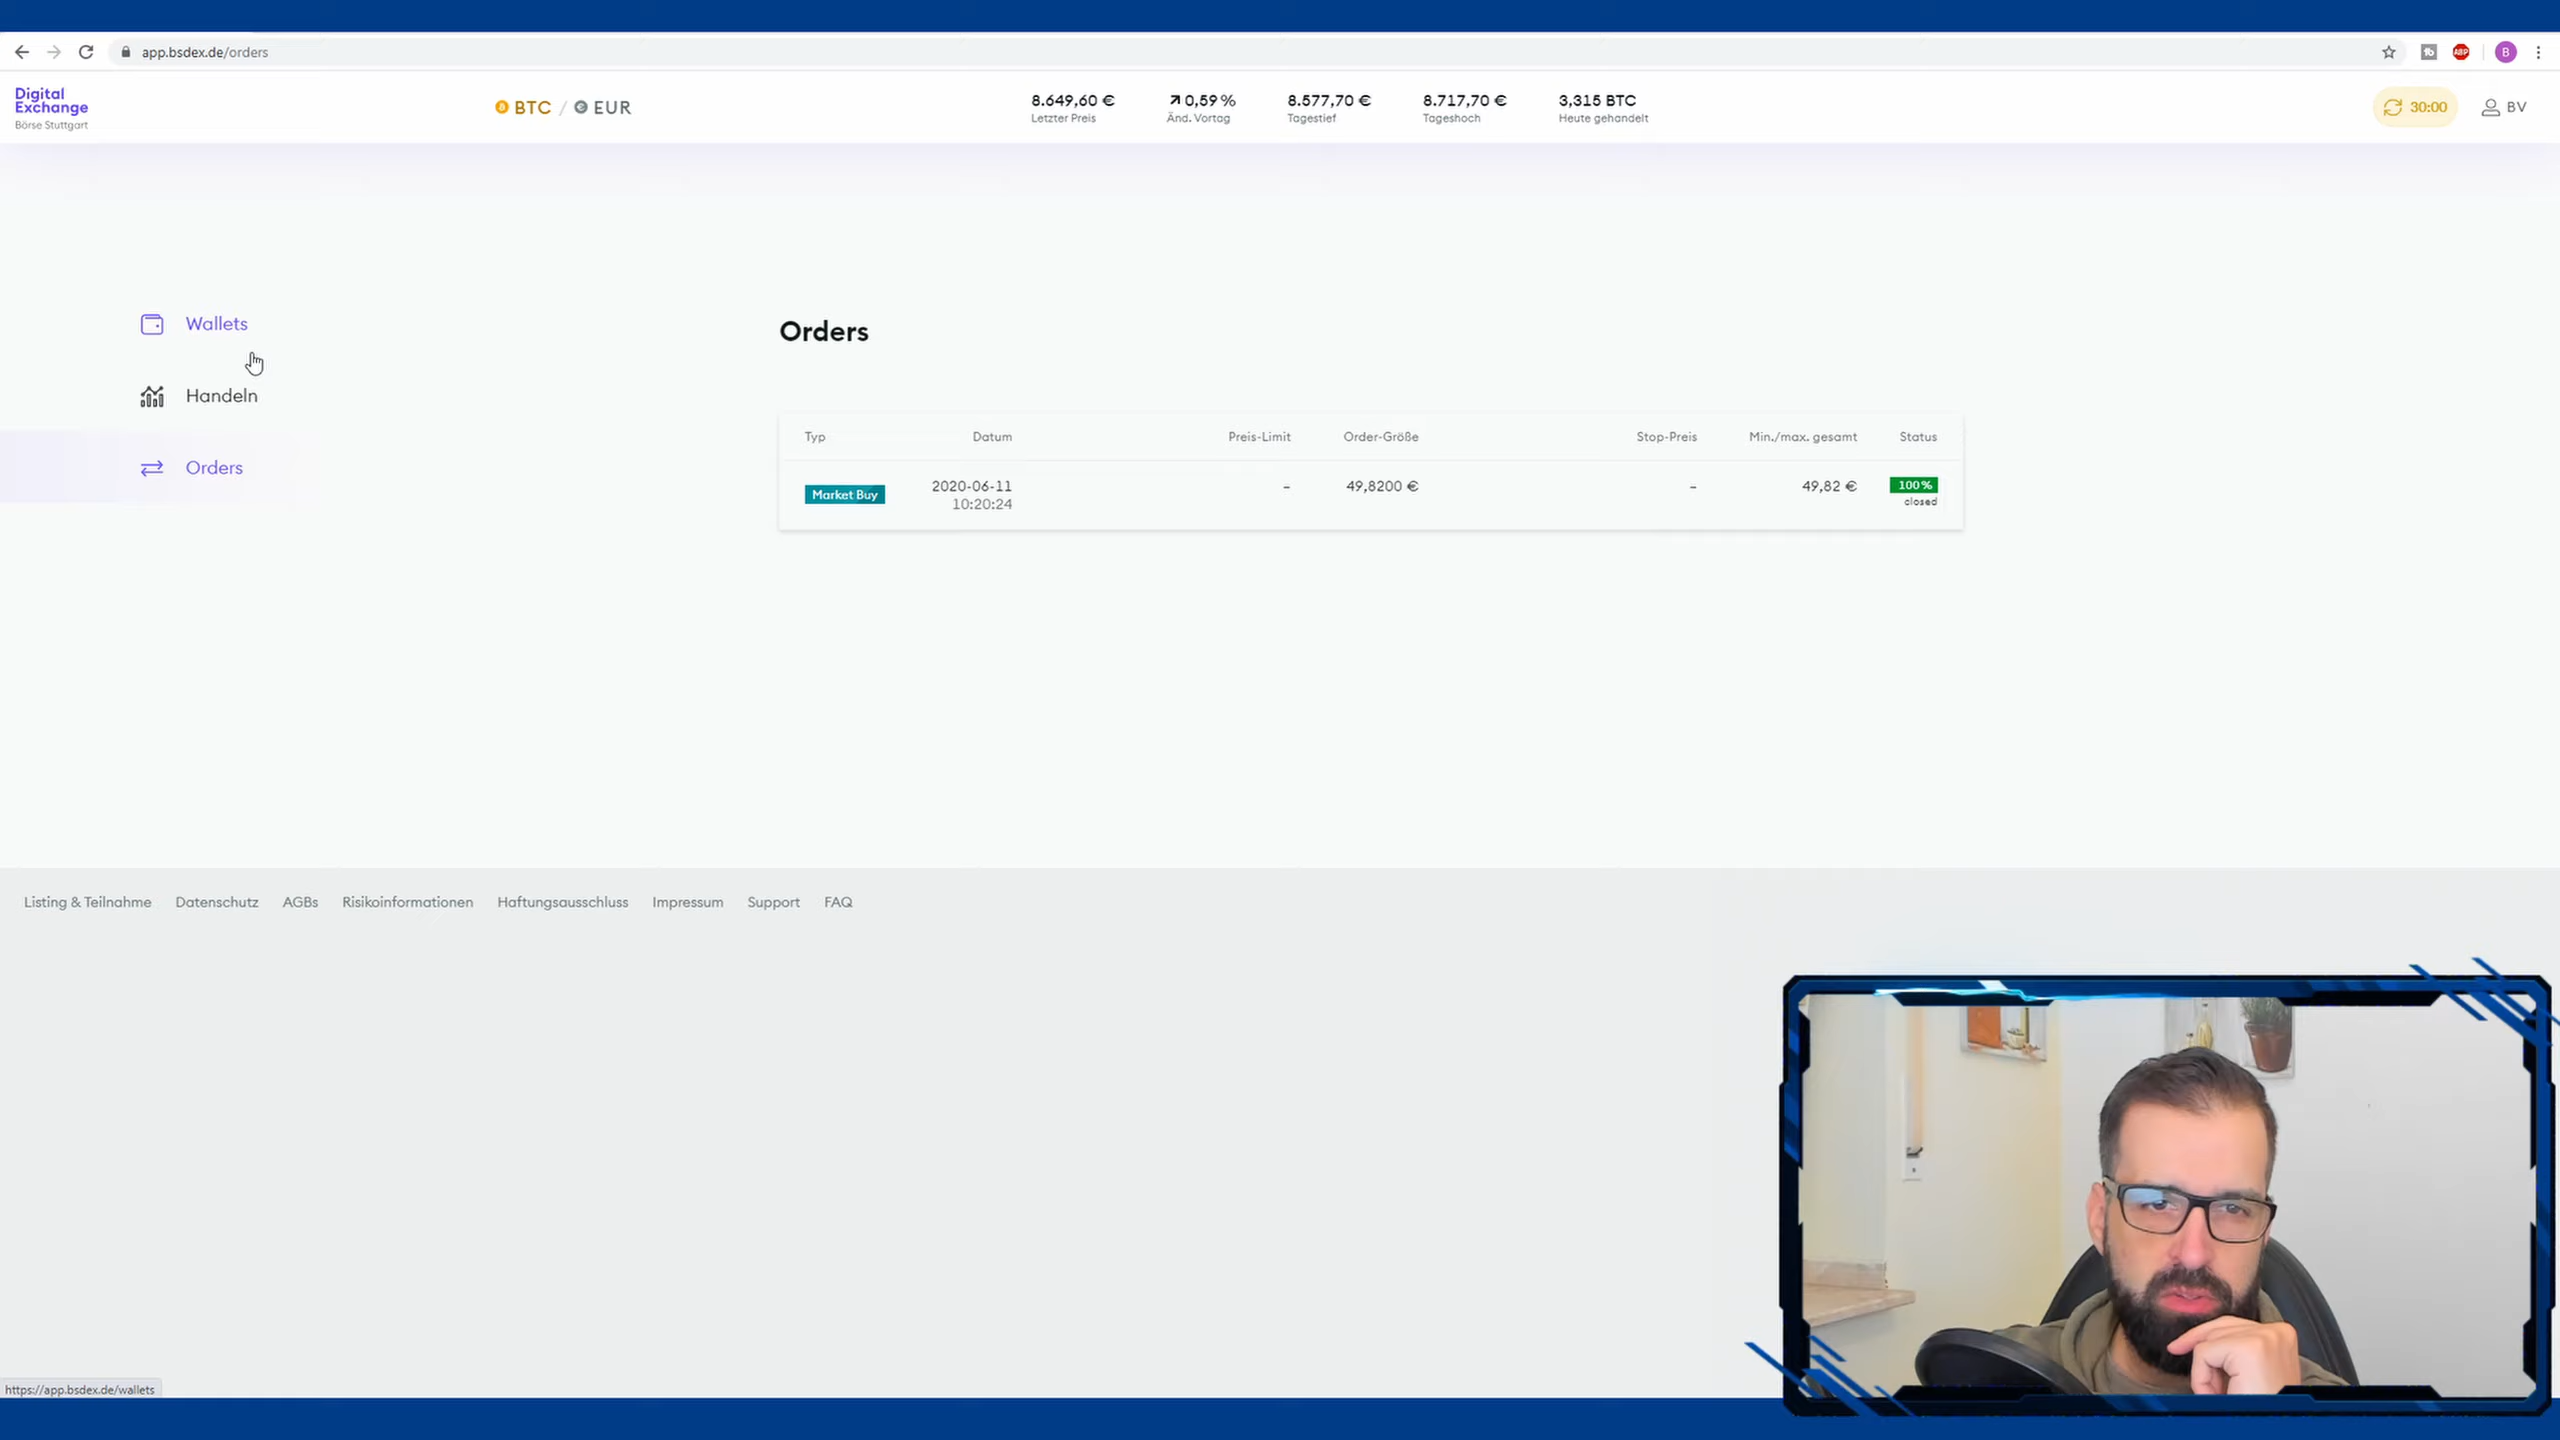 app.bsdex.de/orders
Digital
Exchange
Börse Stuttgart
BTC / EUR
8.649,60 €
Letzter Preis
0,59 %
Änd. Vortag
8.577,70 €
Tagestief
8.717,70 €
Tageshoch
3,315 BTC
Heute gehandelt
30:00
BV
B
ABP
Wallets
Handeln
Orders
Orders
Typ Datum Preis-Limit Order-Größe Stop-Preis Min./max. gesamt Status
Market Buy 2020-06-11 – 49,8200 € – 49,82 € 100 %
10:20:24 closed
Listing & Teilnahme Datenschutz AGBs Risikoinformationen Haftungsausschluss Impressum Support FAQ
https://app.bsdex.de/wallets